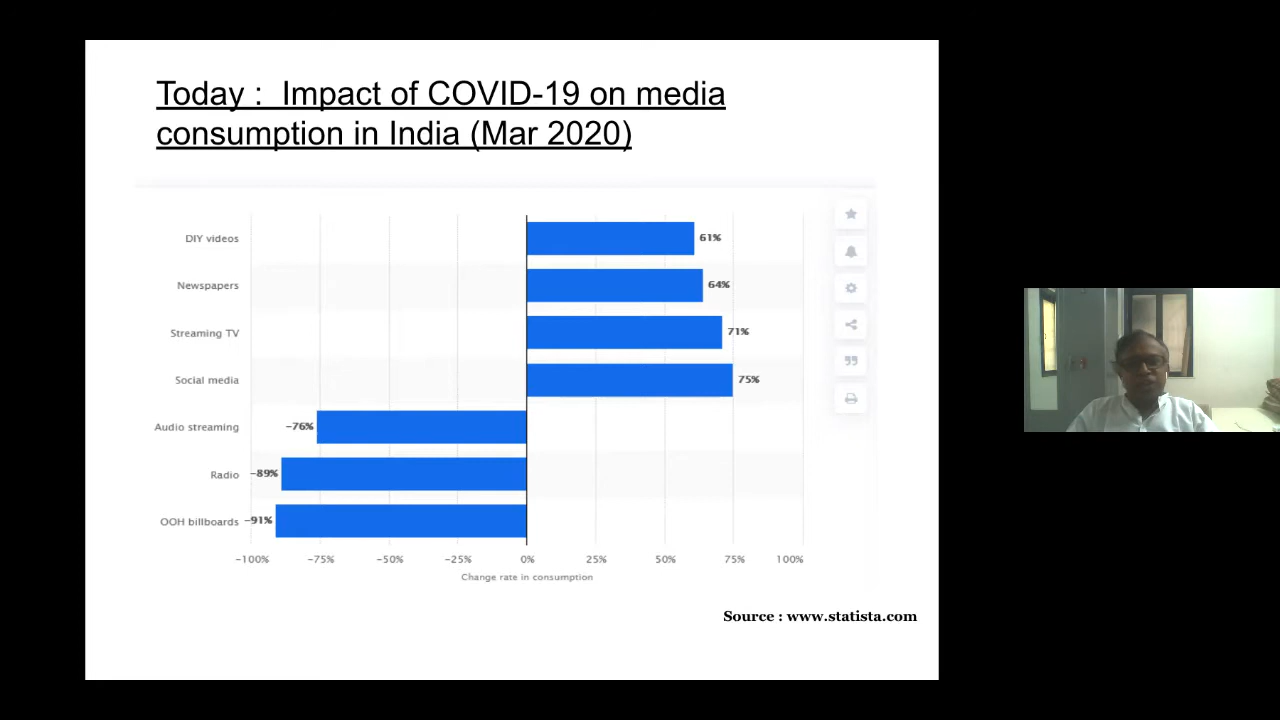 Today :  Impact of COVID-19 on media
consumption in India (Mar 2020)
DIY videos 61%
Newspapers 64%
Streaming TV 71%
Social media 75%
Audio streaming −76%
Radio −89%
OOH billboards −91%
−100% −75% −50% −25% 0% 25% 50% 75% 100%
Change rate in consumption
Source : www.statista.com